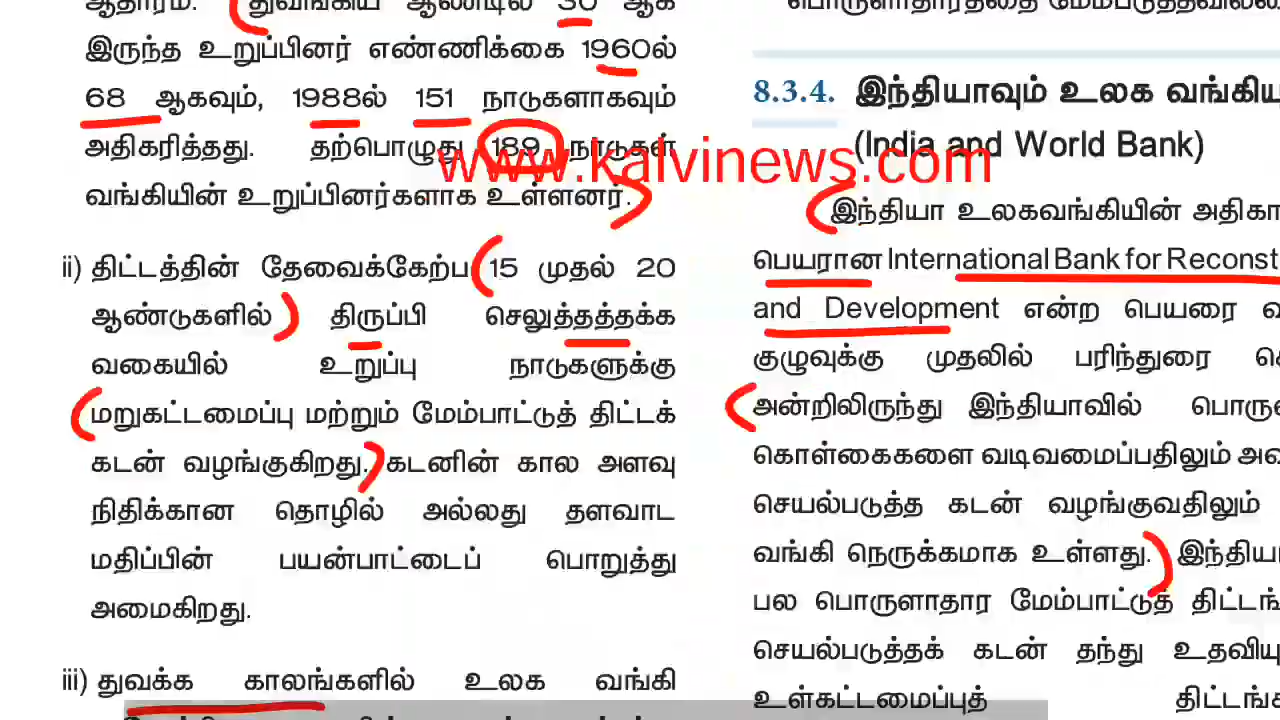 ஆதாரம். துவங்கிய ஆண்டில் 30 ஆக
இருந்த உறுப்பினர் எண்ணிக்கை 1960ல்
68 ஆகவும், 1988ல் 151 நாடுகளாகவும்
அதிகரித்தது. தற்பொழுது 189 நாடுகள்
வங்கியின் உறுப்பினர்களாக உள்ளனர்.
ii) திட்டத்தின் தேவைக்கேற்ப 15 முதல் 20
ஆண்டுகளில் திருப்பி செலுத்தத்தக்க
வகையில் உறுப்பு நாடுகளுக்கு
மறுகட்டமைப்பு மற்றும் மேம்பாட்டுத் திட்டக்
கடன் வழங்குகிறது. கடனின் கால அளவு
நிதிக்கான தொழில் அல்லது தளவாட
மதிப்பின் பயன்பாட்டைப் பொறுத்து
அமைகிறது.
iii) துவக்க காலங்களில் உலக வங்கி
பொருளாதாரத்தை
8.3.4. இந்தியாவும் உலக வங்கிய
(India and World Bank)
இந்தியா உலகவங்கியின் அதிகா
பெயரான International Bank for Reconst
and Development என்ற பெயரை
குழுவுக்கு முதலில் பரிந்துரை
அன்றிலிருந்து இந்தியாவில்
கொள்கைகளை வடிவமைப்பதிலும்
செயல்படுத்த கடன் வழங்குவதிலும்
வங்கி நெருக்கமாக உள்ளது.
பல பொருளாதார மேம்பாட்டுத்
செயல்படுத்தக் கடன் தந்து
உள்கட்டமைப்புத்
www.kalvinews.com